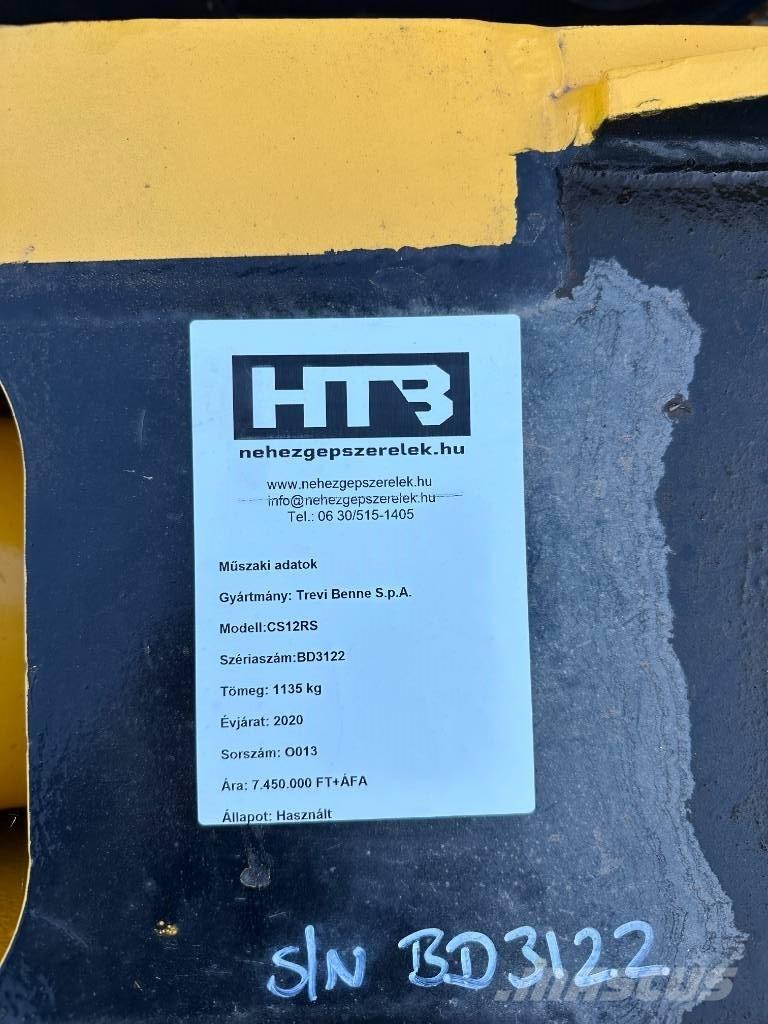 HTB
nehezgepszerelek.hu
www.nehezgepszerelek.hu
info@nehezgepszerelek.hu
Tel.: 06 30/515-1405
Műszaki adatok
Gyártmány: Trevi Benne S.p.A.
Modell:CS12RS
Szériaszám:BD3122
Tömeg: 1135 kg
Évjárat: 2020
Sorszám: O013
Ára: 7.450.000 FT+ÁFA
Állapot: Használt
S/N BD3122
MASCUS